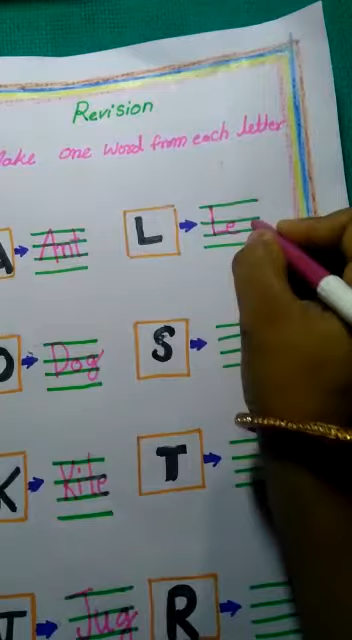 Revision
Make one word from each letter
A Ant L Le
D Dog S
K Kite T
J Jug R